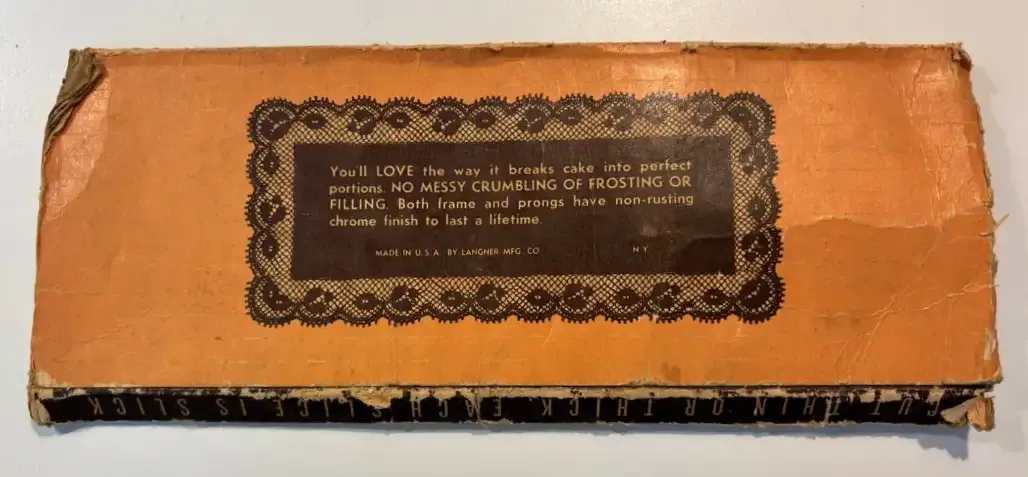 You'll LOVE the way it breaks cake into perfect
portions. NO MESSY CRUMBLING OF FROSTING OR
FILLING. Both frame and prongs have non-rusting
chrome finish to last a lifetime.
MADE IN U.S.A. BY LANGNER MFG. CO N Y
CUT THIN OR THICK, EACH SLICE IS SLICK